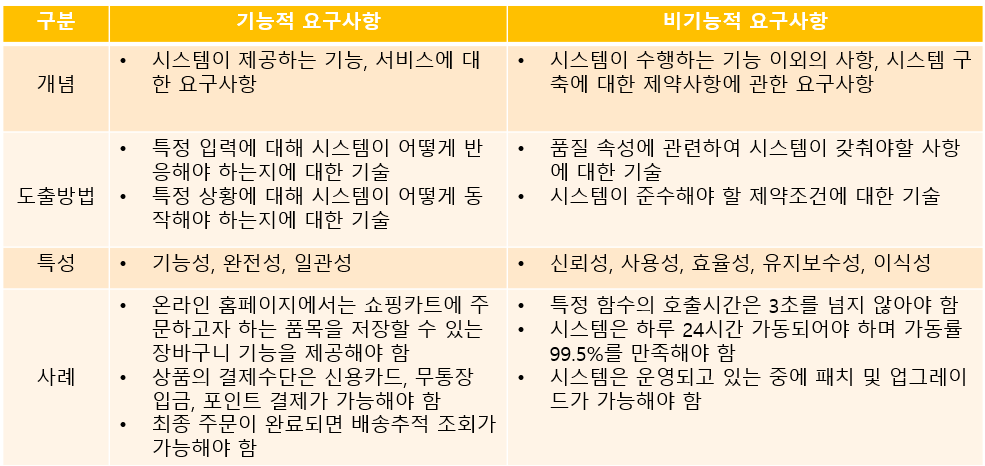 구분
기능적 요구사항
비기능적 요구사항
개념
• 시스템이 제공하는 기능, 서비스에 대
한 요구사항
• 시스템이 수행하는 기능 이외의 사항, 시스템 구
축에 대한 제약사항에 관한 요구사항
도출방법
• 특정 입력에 대해 시스템이 어떻게 반
응해야 하는지에 대한 기술
• 특정 상황에 대해 시스템이 어떻게 동
작해야 하는지에 대한 기술
• 품질 속성에 관련하여 시스템이 갖춰야할 사항
에 대한 기술
• 시스템이 준수해야 할 제약조건에 대한 기술
특성
• 기능성, 완전성, 일관성
• 신뢰성, 사용성, 효율성, 유지보수성, 이식성
사례
• 온라인 홈페이지에서는 쇼핑카트에 주
문하고자 하는 품목을 저장할 수 있는
장바구니 기능을 제공해야 함
• 상품의 결제수단은 신용카드, 무통장
입금, 포인트 결제가 가능해야 함
• 최종 주문이 완료되면 배송추적 조회가
가능해야 함
• 특정 함수의 호출시간은 3초를 넘지 않아야 함
• 시스템은 하루 24시간 가동되어야 하며 가동률
99.5%를 만족해야 함
• 시스템은 운영되고 있는 중에 패치 및 업그레이
드가 가능해야 함